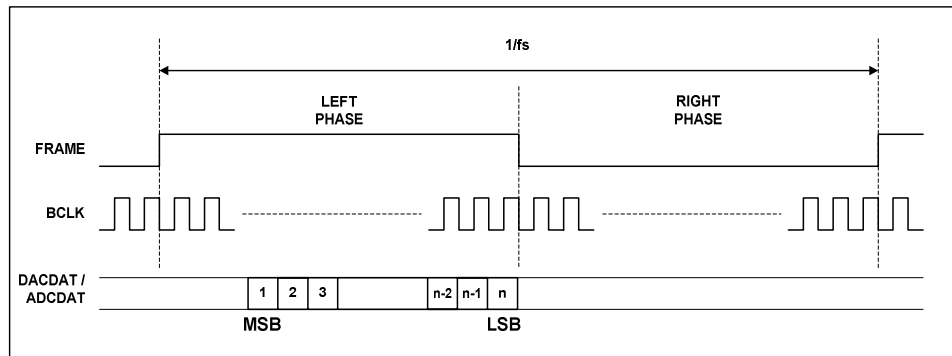 1/fs
LEFT
PHASE
RIGHT
PHASE
FRAME
BCLK
DACDAT /
ADCDAT
1 2 3 n-2 n-1 n
MSB LSB